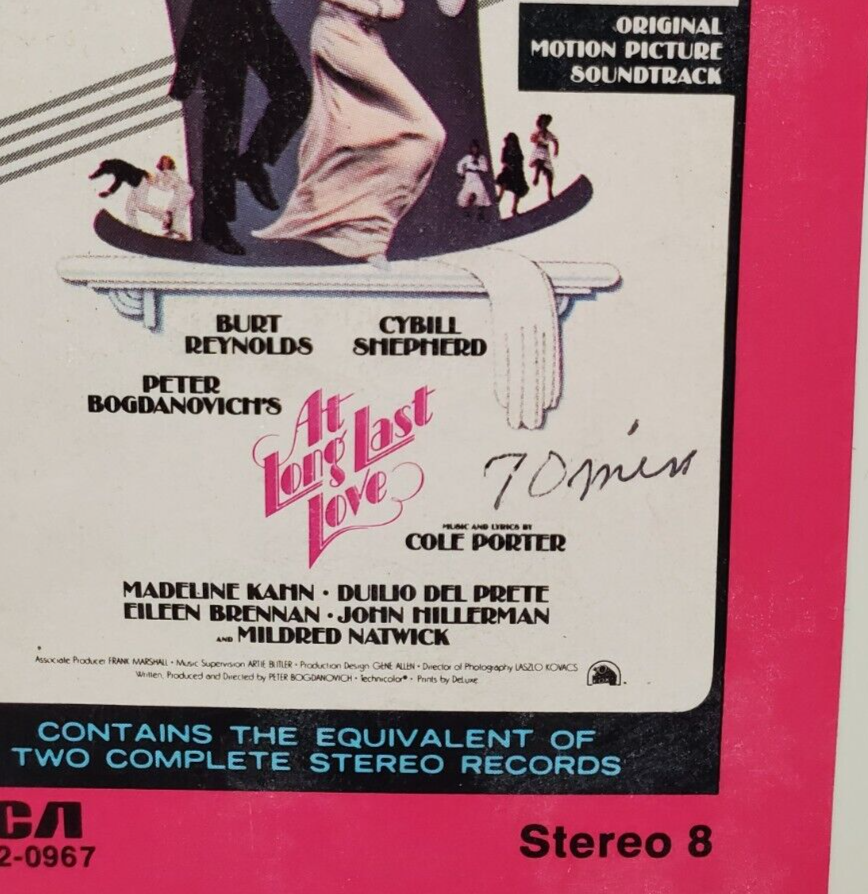 ORIGINAL
MOTION PICTURE
SOUNDTRACK
BURT
REYNOLDS
CYBILL
SHEPHERD
PETER
BOGDANOVICH'S
At
Long Last
Love
70 min
MUSIC AND LYRICS BY
COLE PORTER
MADELINE KAHN • DUILIO DEL PRETE
EILEEN BRENNAN • JOHN HILLERMAN
AND MILDRED NATWICK
Associate Producer FRANK MARSHALL • Music Supervision ARTIE BUTLER • Production Design GENE ALLEN • Director of Photography LASZLO KOVACS
Written, Produced and Directed by PETER BOGDANOVICH • Technicolor® • Prints by DeLuxe
CONTAINS THE EQUIVALENT OF
TWO COMPLETE STEREO RECORDS
RCA
2-0967
Stereo 8